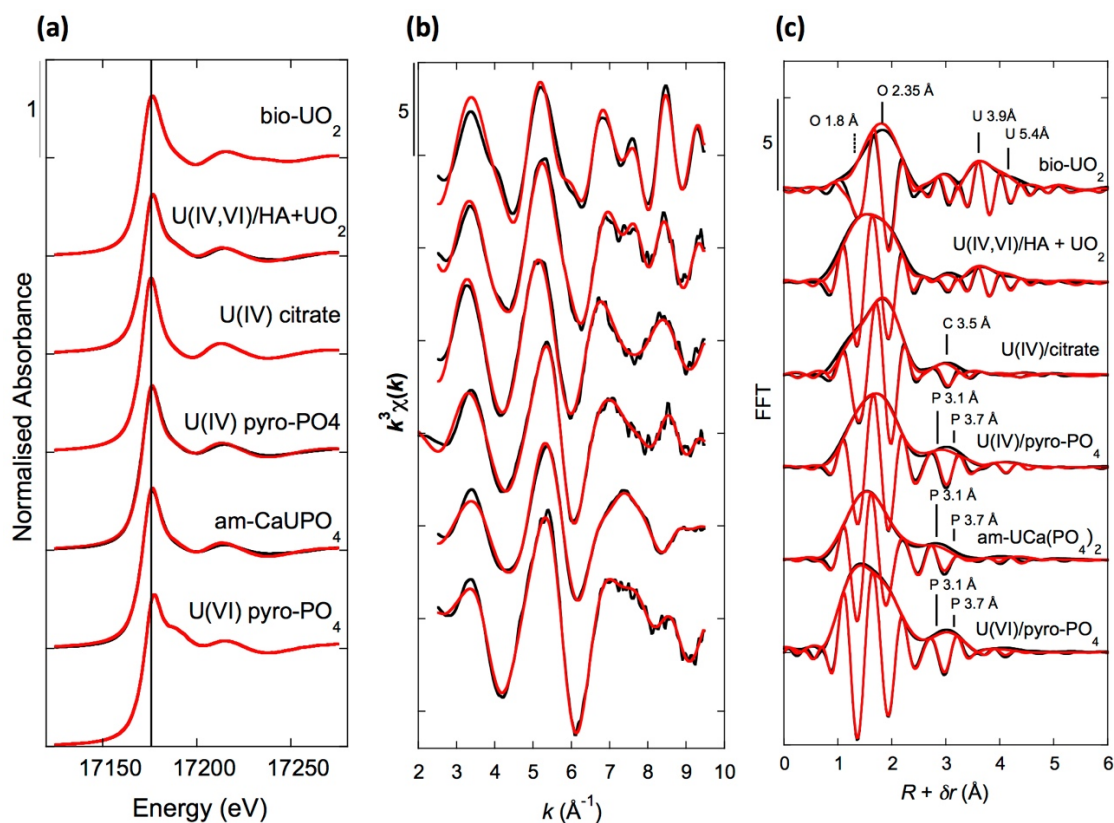 (a)
1
bio-UO2
U(IV,VI)/HA+UO2
U(IV) citrate
U(IV) pyro-PO4
am-CaUPO4
U(VI) pyro-PO4
Normalised Absorbance
17150 17200 17250
Energy (eV)
(b)
5
k3χ(k)
2 3 4 5 6 7 8 9 10
k (Å-1)
(c)
5
O 2.35 Å
O 1.8 Å
U 3.9Å
U 5.4Å
bio-UO2
U(IV,VI)/HA + UO2
C 3.5 Å
U(IV)/citrate
P 3.1 Å
P 3.7 Å
U(IV)/pyro-PO4
P 3.1 Å
P 3.7 Å
am-UCa(PO4)2
P 3.1 Å
P 3.7 Å
U(VI)/pyro-PO4
FFT
0 1 2 3 4 5 6
R + δr (Å)